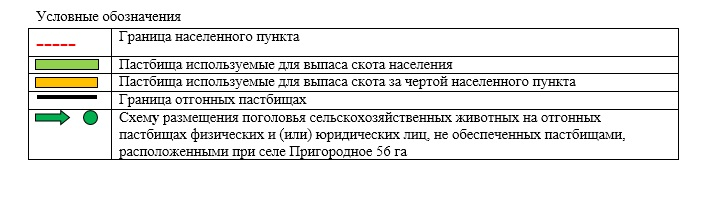 Условные обозначения
Граница населенного пункта
Пастбища используемые для выпаса скота населения
Пастбища используемые для выпаса скота за чертой населенного пункта
Граница отгонных пастбищах
Схему размещения поголовья сельскохозяйственных животных на отгонных
пастбищах физических и (или) юридических лиц, не обеспеченных пастбищами,
расположенными при селе Пригородное 56 га